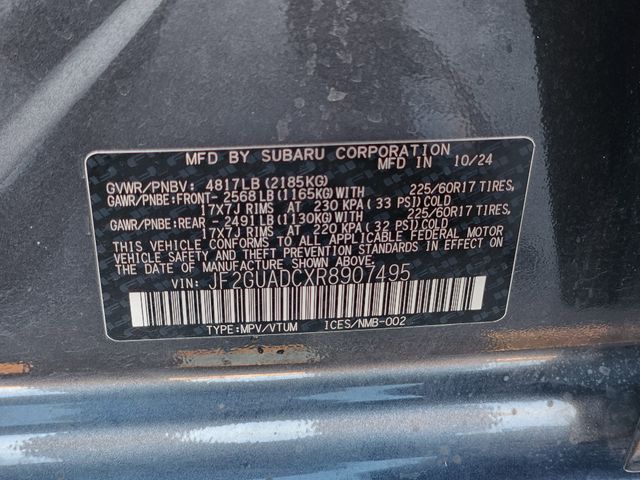 MFD BY SUBARU CORPORATION MFD IN 10/24
GVWR/PNBV: 4817LB(2185KG)
GAWR/PNBE:FRONT- 2568LB(1165KG)WITH 225/60R17 TIRES,
17X7J RIMS AT 230 KPA ( 33 PSI)COLD
GAWR/PNBE:REAR -2491LB(1130KG)WITH 225/60R17 TIRES,
17X7J RIMS AT 220 KPA ( 32 PSI)COLD
THIS VEHICLE CONFORMS TO ALL APPLICABLE FEDERAL MOTOR
VEHICLE SAFETY AND THEFT PREVENTION STANDARDS IN EFFECT
ON THE DATE OF MANUFACTURE SHOWN ABOVE.
VIN: JF2GUADCXR8907495
TYPE:MPV/VTUM ICES/NMB-002